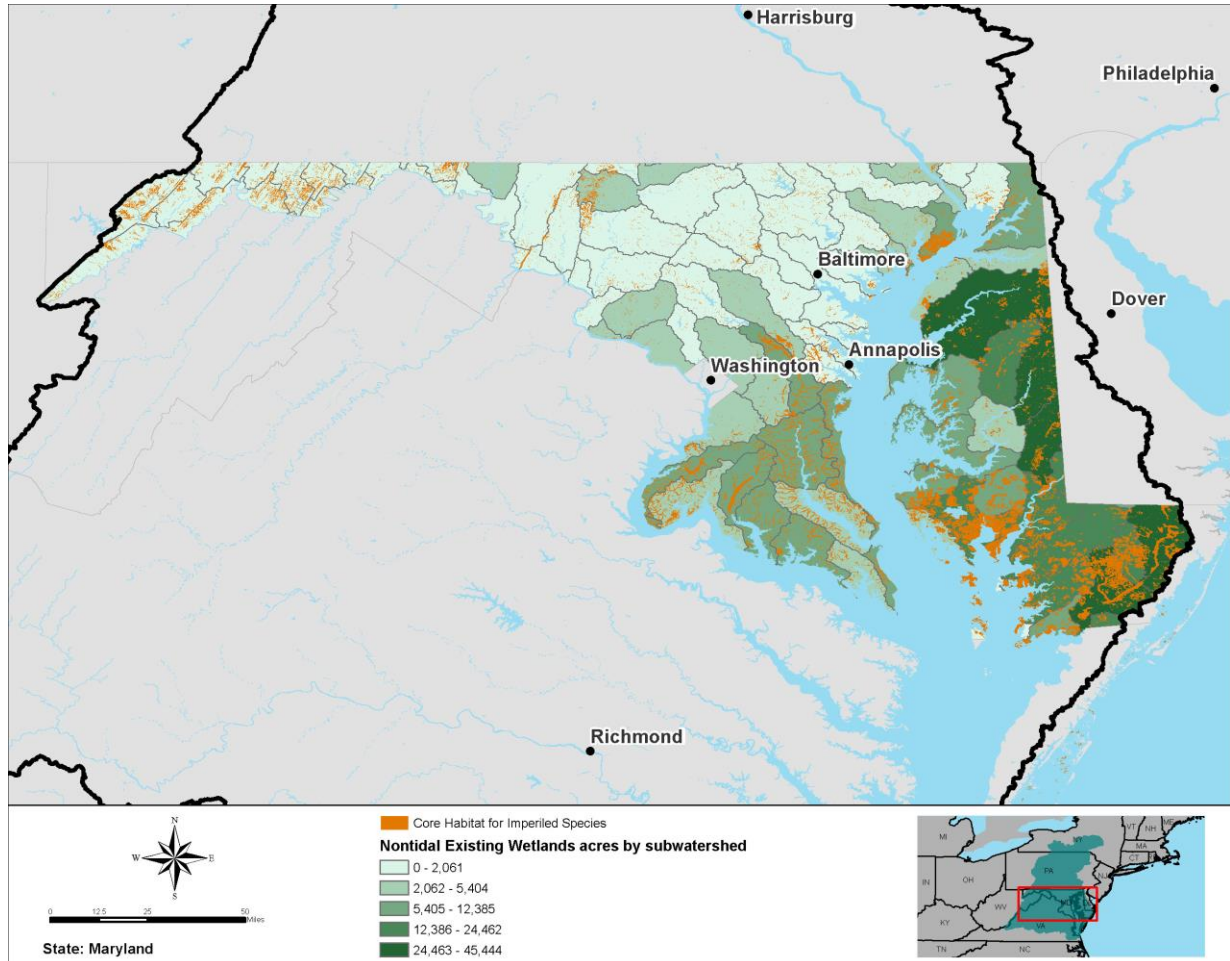 Harrisburg
Philadelphia
Baltimore
Dover
Annapolis
Washington
Richmond
N
W E
S
0 12.5 25 50
Miles
State: Maryland
Core Habitat for Imperiled Species
Nontidal Existing Wetlands acres by subwatershed
0 - 2,061
2,062 - 5,404
5,405 - 12,385
12,386 - 24,462
24,463 - 45,444
MI
VT
NH
ME
MA
CT
PA
NJ
IN
OH
WV
KY
VA
TN
NC